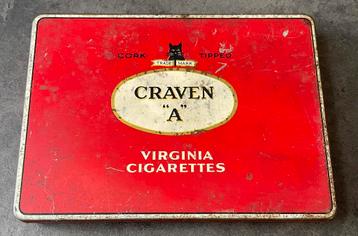 CORK TIPPED
TRADE MARK
CRAVEN
"A"
VIRGINIA
CIGARETTES